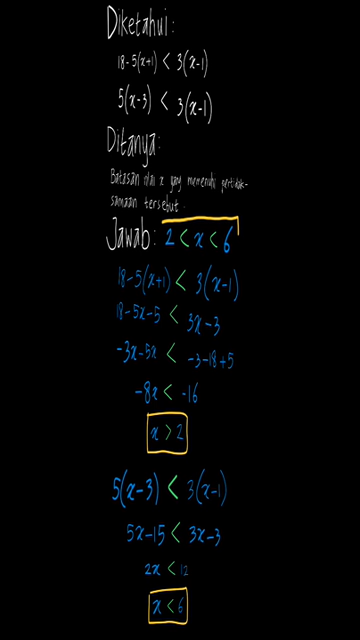 Diketahui:
18-5(x+1) < 3(x-1)
5(x-3) < 3(x-1)
Ditanya:
Batasan nilai x yang memenuhi pertidak-
samaan tersebut.
Jawab: 2 < x < 6
18-5(x+1) < 3(x-1)
18-5x-5 < 3x-3
-3x-5x < -3-18+5
-8x < -16
x > 2
5(x-3) < 3(x-1)
5x-15 < 3x-3
2x < 12
x < 6